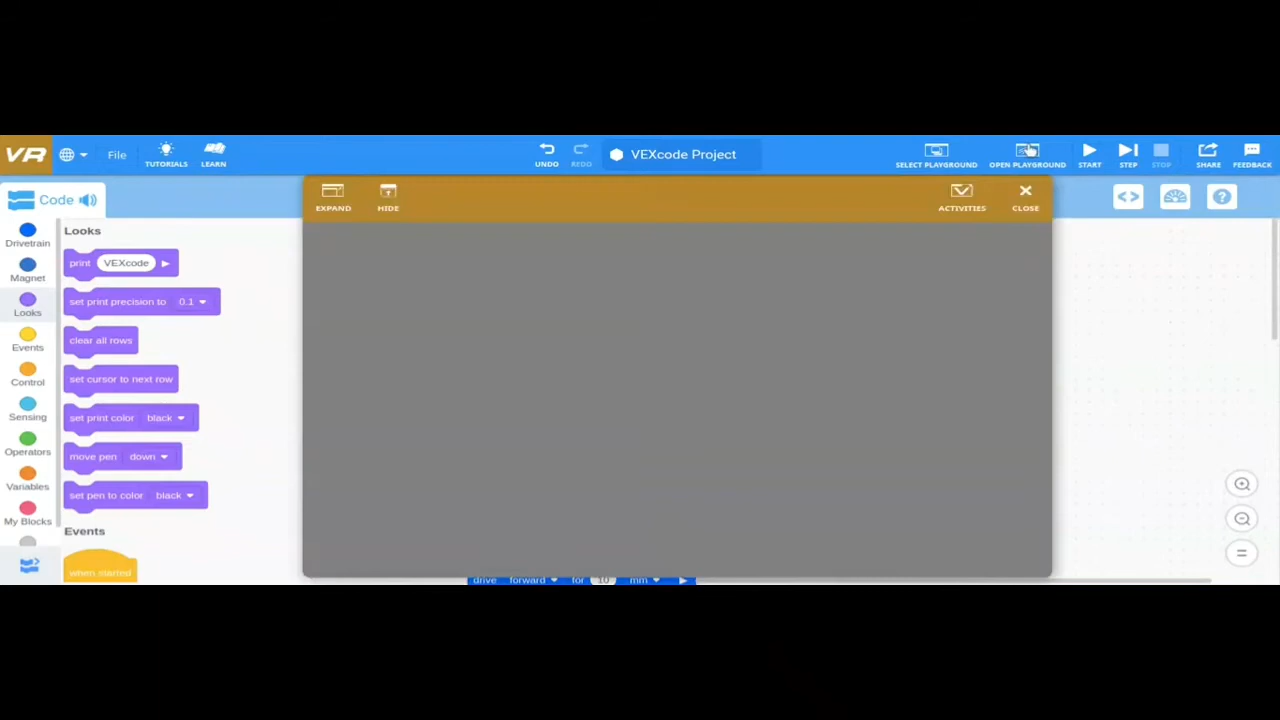 VR File TUTORIALS LEARN UNDO REDO VEXcode Project SELECT PLAYGROUND OPEN PLAYGROUND START STEP STOP SHARE FEEDBACK
Code EXPAND HIDE ACTIVITIES CLOSE <> ?
Drivetrain
Magnet
Looks
Events
Control
Sensing
Operators
Variables
My Blocks
Looks
print VEXcode
set print precision to 0.1
clear all rows
set cursor to next row
set print color black
move pen down
set pen to color black
Events
when started
drive forward for 10 mm